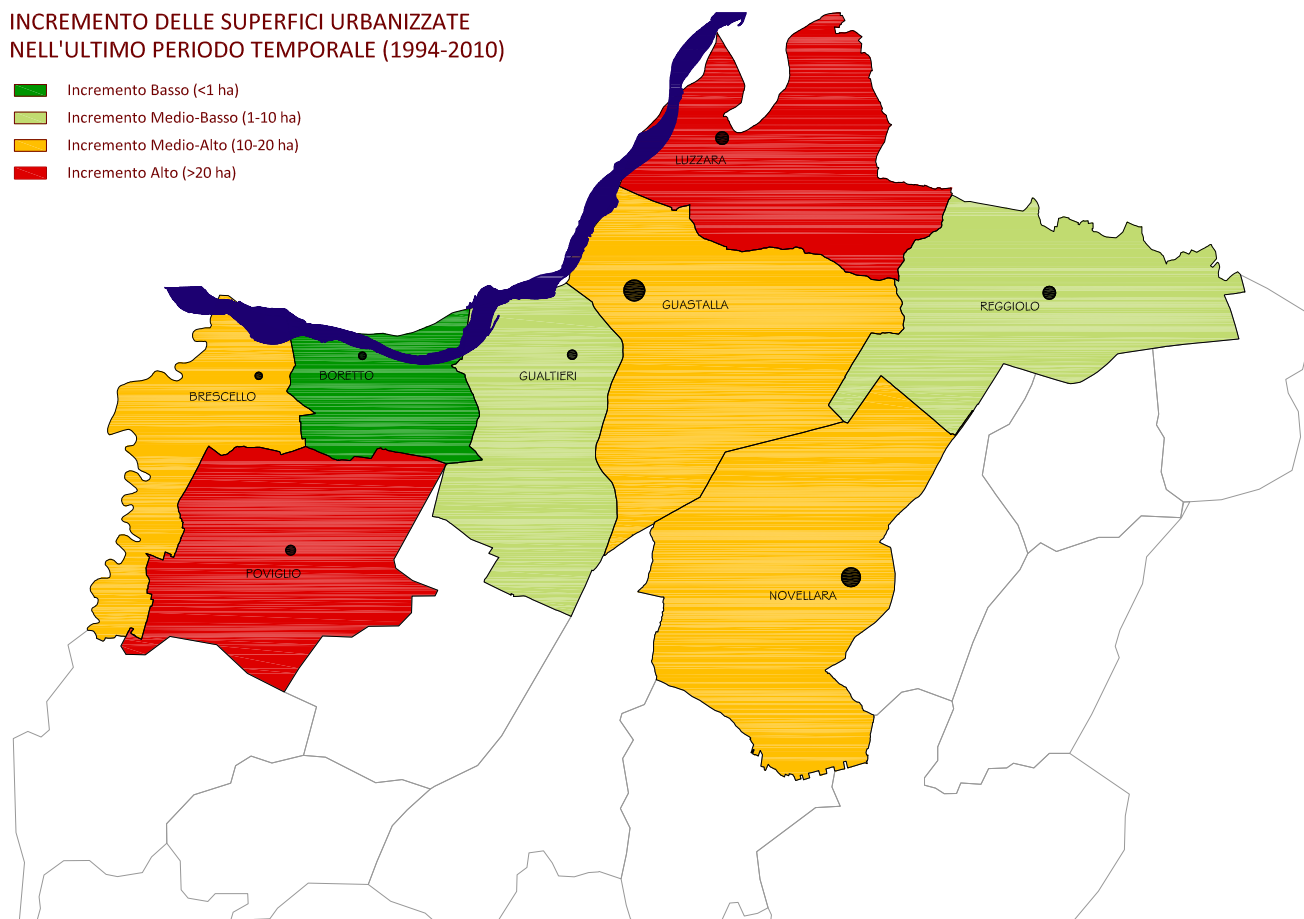 INCREMENTO DELLE SUPERFICI URBANIZZATE
NELL'ULTIMO PERIODO TEMPORALE (1994-2010)
Incremento Basso (<1 ha)
Incremento Medio-Basso (1-10 ha)
Incremento Medio-Alto (10-20 ha)
Incremento Alto (>20 ha)
LUZZARA
GUASTALLA
REGGIOLO
BORETTO
GUALTIERI
BRESCELLO
POVIGLIO
NOVELLARA